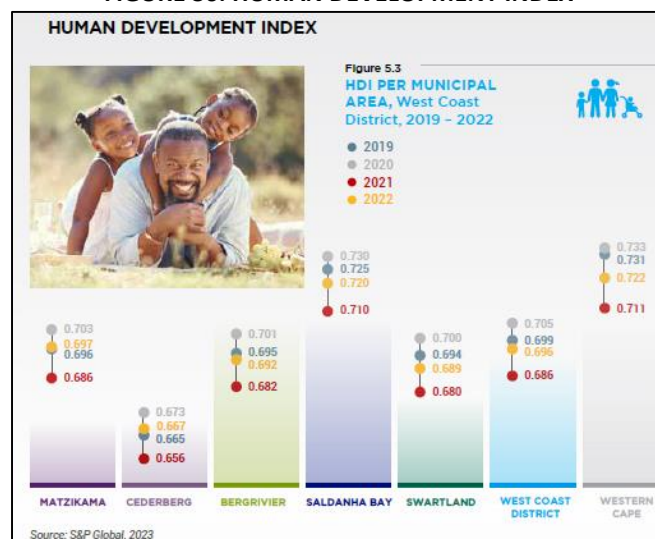 HUMAN DEVELOPMENT INDEX
Figure 5.3
HDI PER MUNICIPAL
AREA, West Coast
District, 2019 – 2022
2019
2020
2021
2022
0.703
0.697
0.696
0.686
0.673
0.667
0.665
0.656
0.701
0.695
0.692
0.682
0.730
0.725
0.720
0.710
0.700
0.694
0.689
0.680
0.705
0.699
0.696
0.686
0.733
0.731
0.722
0.711
MATZIKAMA
CEDERBERG
BERGRIVIER
SALDANHA BAY
SWARTLAND
WEST COAST
DISTRICT
WESTERN
CAPE
Source: S&P Global, 2023